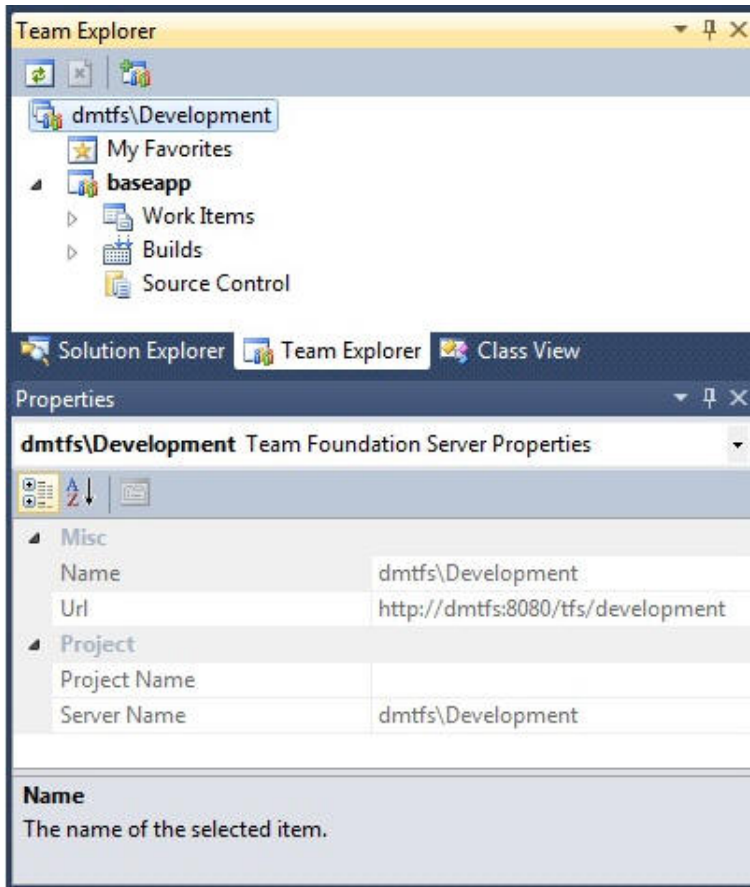 Team Explorer
dmtfs\Development
My Favorites
baseapp
Work Items
Builds
Source Control
Solution Explorer Team Explorer Class View
Properties
dmtfs\Development Team Foundation Server Properties
Misc
Name dmtfs\Development
Url http://dmtfs:8080/tfs/development
Project
Project Name
Server Name dmtfs\Development
Name
The name of the selected item.